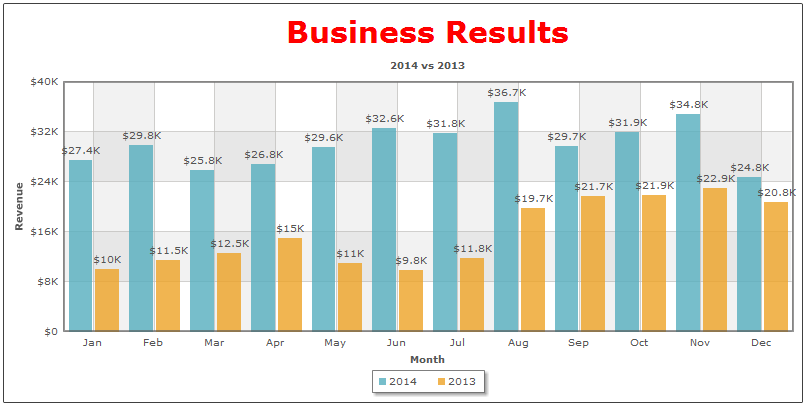 Business Results
2014 vs 2013
$40K
$32K
$24K
$16K
$8K
$0
Revenue
$27.4K
$10K
$29.8K
$11.5K
$25.8K
$12.5K
$26.8K
$15K
$29.6K
$11K
$32.6K
$9.8K
$31.8K
$11.8K
$36.7K
$19.7K
$29.7K
$21.7K
$31.9K
$21.9K
$34.8K
$22.9K
$24.8K
$20.8K
Jan Feb Mar Apr May Jun Jul Aug Sep Oct Nov Dec
Month
2014 2013